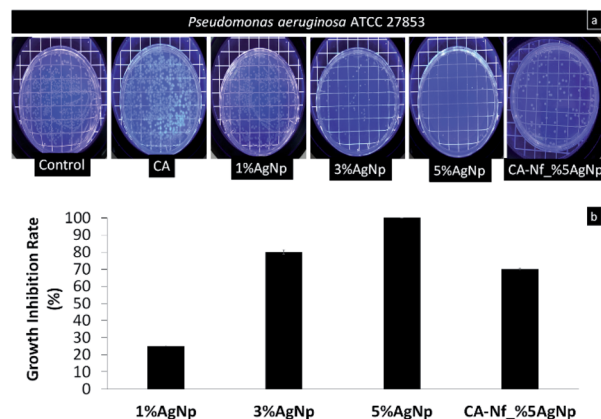 Pseudomonas aeruginosa ATCC 27853
a
Control
CA
1%AgNp
3%AgNp
5%AgNp
CA-Nf_%5AgNp
b
Growth Inhibition Rate
(%)
100
90
80
70
60
50
40
30
20
10
0
1%AgNp
3%AgNp
5%AgNp
CA-Nf_%5AgNp